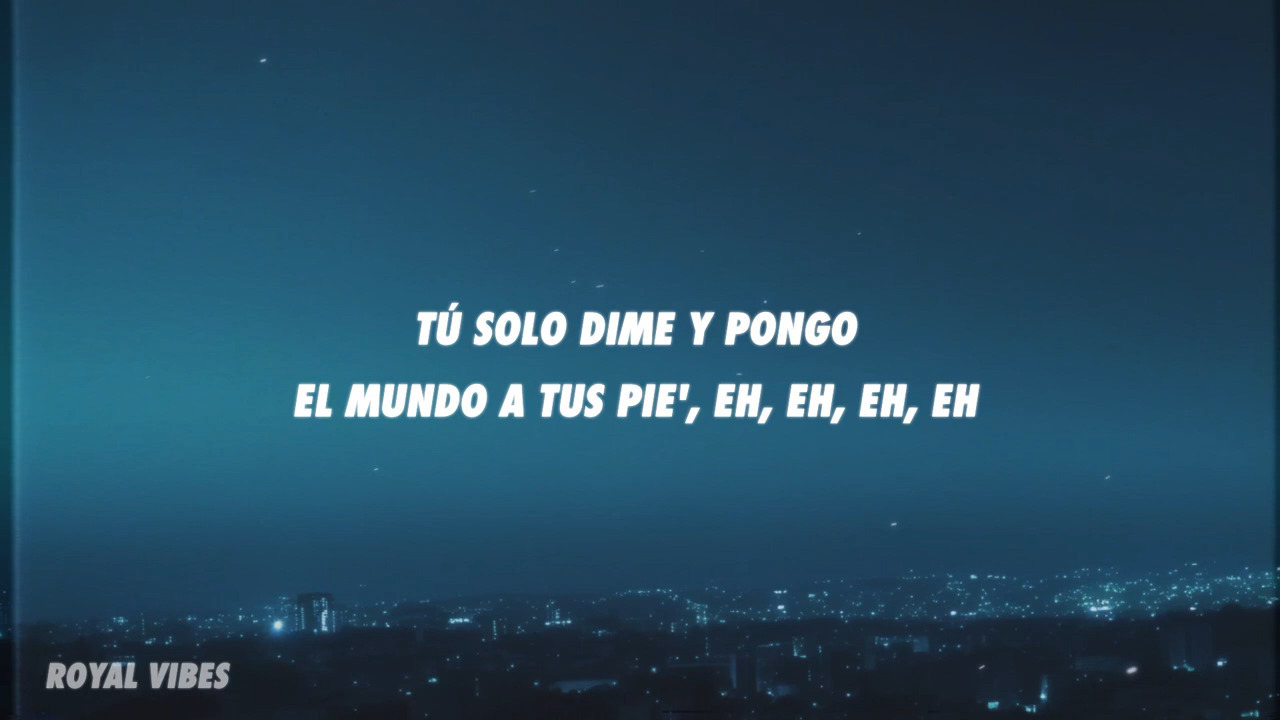 TÚ SOLO DIME Y PONGO
EL MUNDO A TUS PIE', EH, EH, EH, EH
ROYAL VIBES